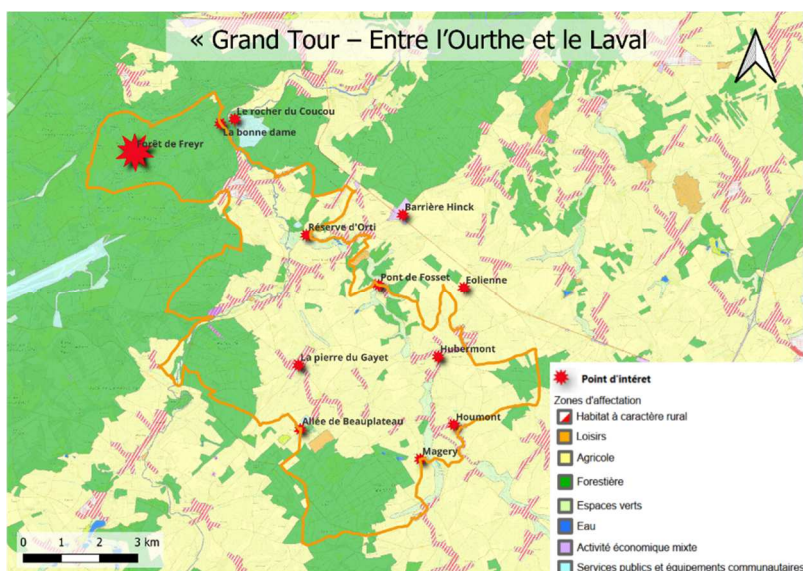 « Grand Tour – Entre l'Ourthe et le Laval
Le rocher du Coucou
La bonne dame
Forêt de Freyr
Barrière Hinck
Réserve d'Orti
Pont de Fosset
Eolienne
Hubermont
La pierre du Gayet
Allée de Beauplateau
Houmont
Magery
Point d'intéret
Zones d'affectation
Habitat à caractère rural
Loisirs
Agricole
Forestière
Espaces verts
Eau
Activité économique mixte
Services publics et équipements communautaires
0 1 2 3 km